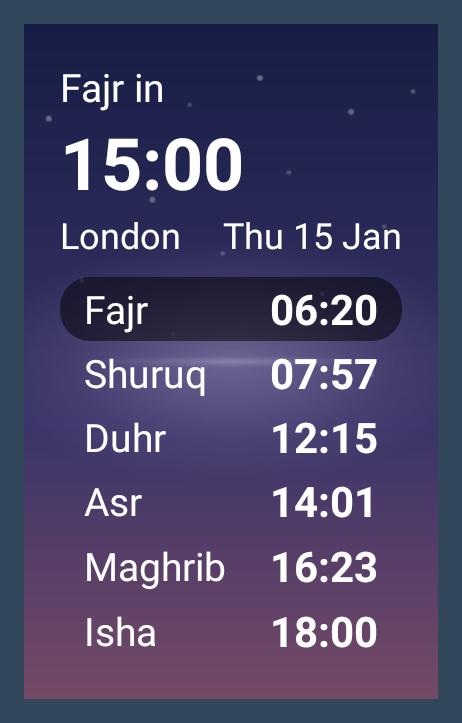 Fajr in
15:00
London Thu 15 Jan
Fajr 06:20
Shuruq 07:57
Duhr 12:15
Asr 14:01
Maghrib 16:23
Isha 18:00